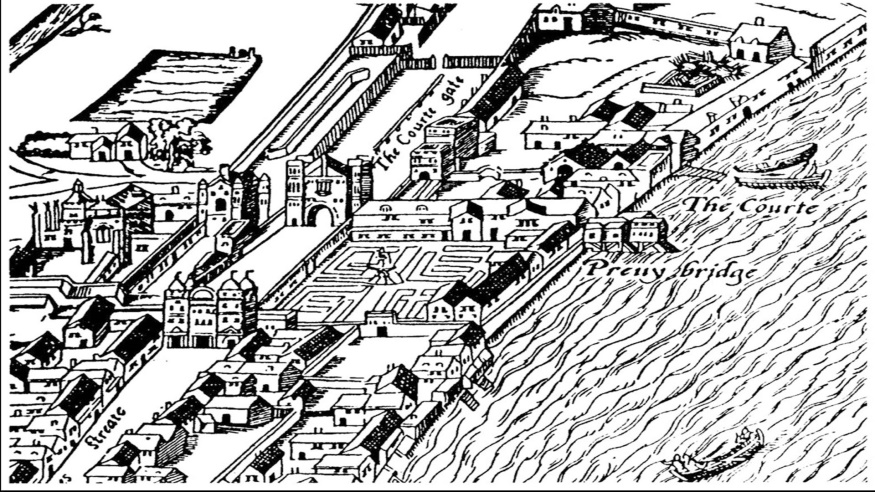 The Courte gate
The Courte
Preuy bridge
streate